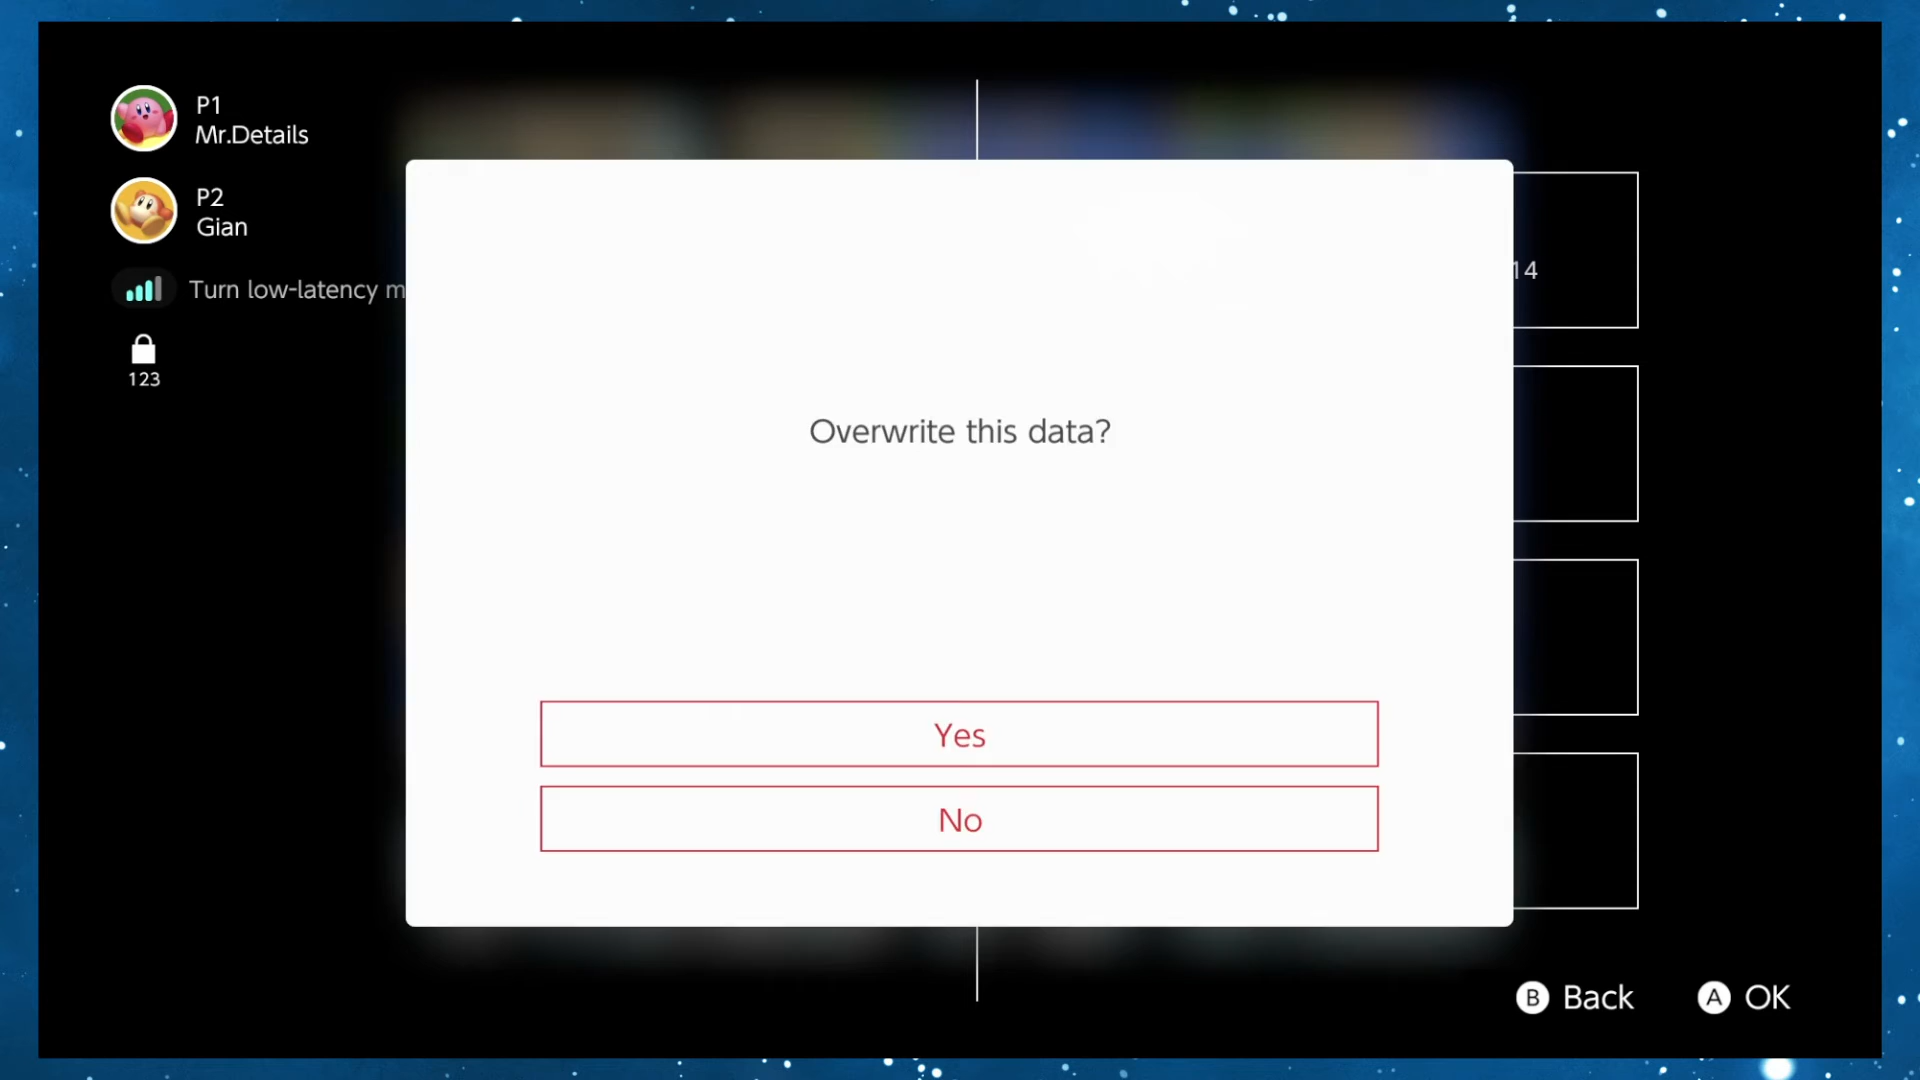 P1
Mr.Details
P2
Gian
Turn low-latency m
123
14
Overwrite this data?
Yes
No
B Back
A OK